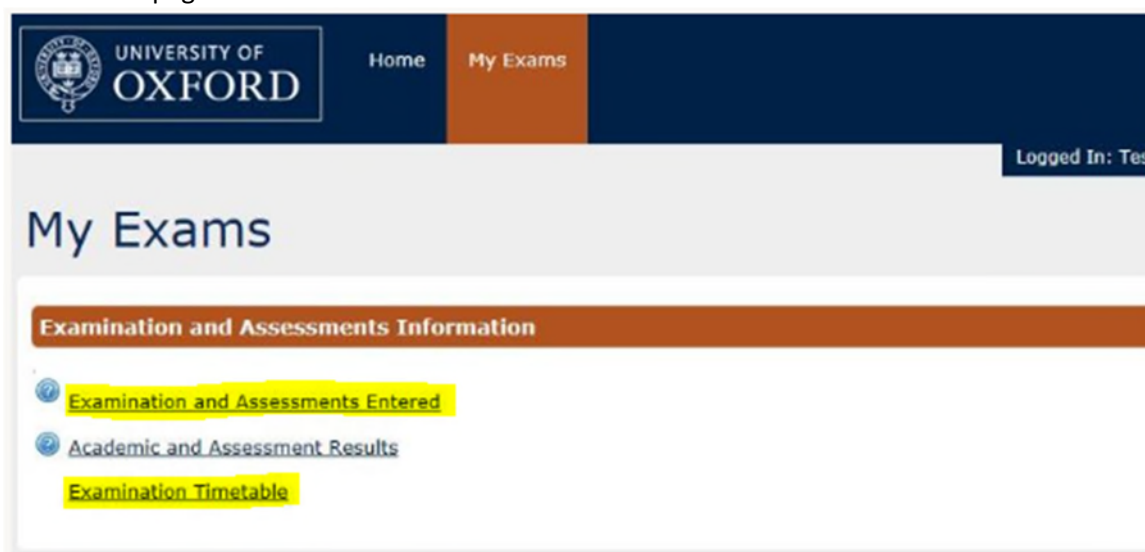 UNIVERSITY OF
OXFORD
Home
My Exams
Logged In: Tes
My Exams
Examination and Assessments Information
Examination and Assessments Entered
Academic and Assessment Results
Examination Timetable